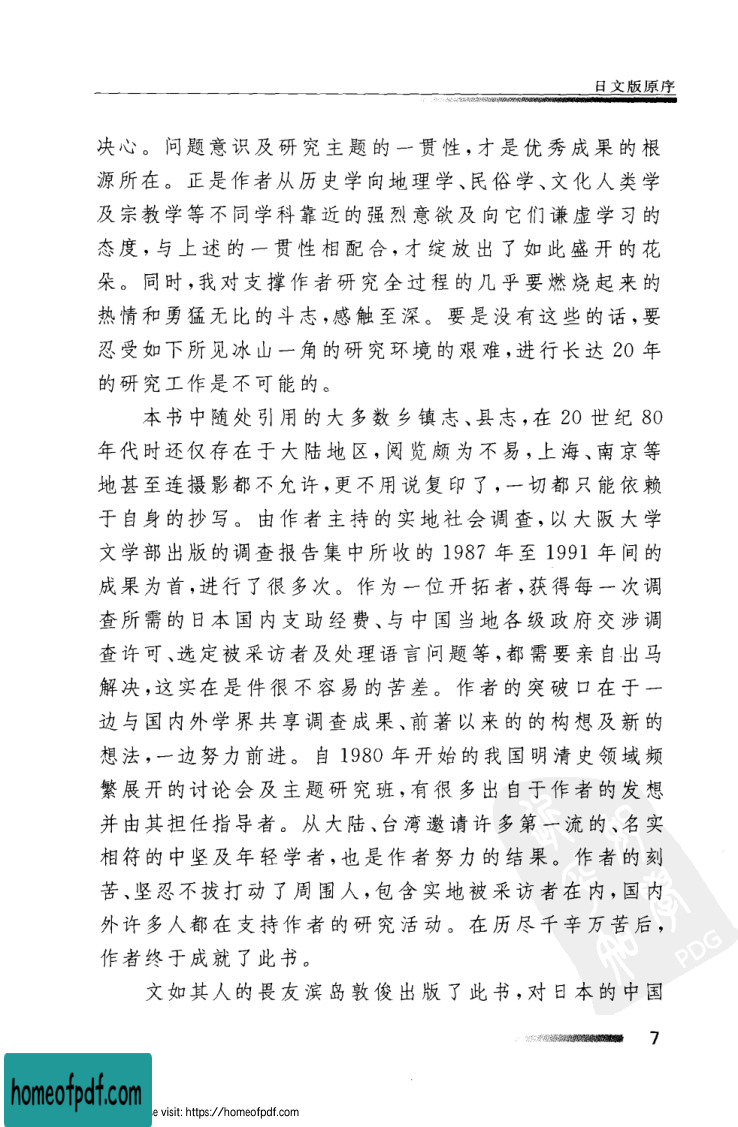 日文版原序
决心。问题意识及研究主题的一贯性,才是优秀成果的根
源所在。正是作者从历史学向地理学、民俗学、文化人类学
及宗教学等不同学科靠近的强烈意欲及向它们谦虚学习的
态度,与上述的一贯性相配合,才绽放出了如此盛开的花
朵。同时,我对支撑作者研究全过程的几乎要燃烧起来的
热情和勇猛无比的斗志,感触至深。要是没有这些的话,要
忍受如下所见冰山一角的研究环境的艰难,进行长达 20 年
的研究工作是不可能的。
本书中随处引用的大多数乡镇志、县志,在 20 世纪 80
年代时还仅存在于大陆地区,阅览颇为不易,上海、南京等
地甚至连摄影都不允许,更不用说复印了,一切都只能依赖
于自身的抄写。由作者主持的实地社会调查,以大阪大学
文学部出版的调查报告集中所收的 1987 年至 1991 年间的
成果为首,进行了很多次。作为一位开拓者,获得每一次调
查所需的日本国内支助经费、与中国当地各级政府交涉调
查许可、选定被采访者及处理语言问题等,都需要亲自出马
解决,这实在是件很不容易的苦差。作者的突破口在于一
边与国内外学界共享调查成果、前著以来的的构想及新的
想法,一边努力前进。自 1980 年开始的我国明清史领域频
繁展开的讨论会及主题研究班,有很多出自于作者的发想
并由其担任指导者。从大陆、台湾邀请许多第一流的、名实
相符的中坚及年轻学者,也是作者努力的结果。作者的刻
苦、坚忍不拔打动了周围人,包含实地被采访者在内,国内
外许多人都在支持作者的研究活动。在历尽千辛万苦后,
作者终于成就了此书。
文如其人的畏友滨岛敦俊出版了此书,对日本的中国
PDG
7
homeofpdf.com
e visit: https://homeofpdf.com